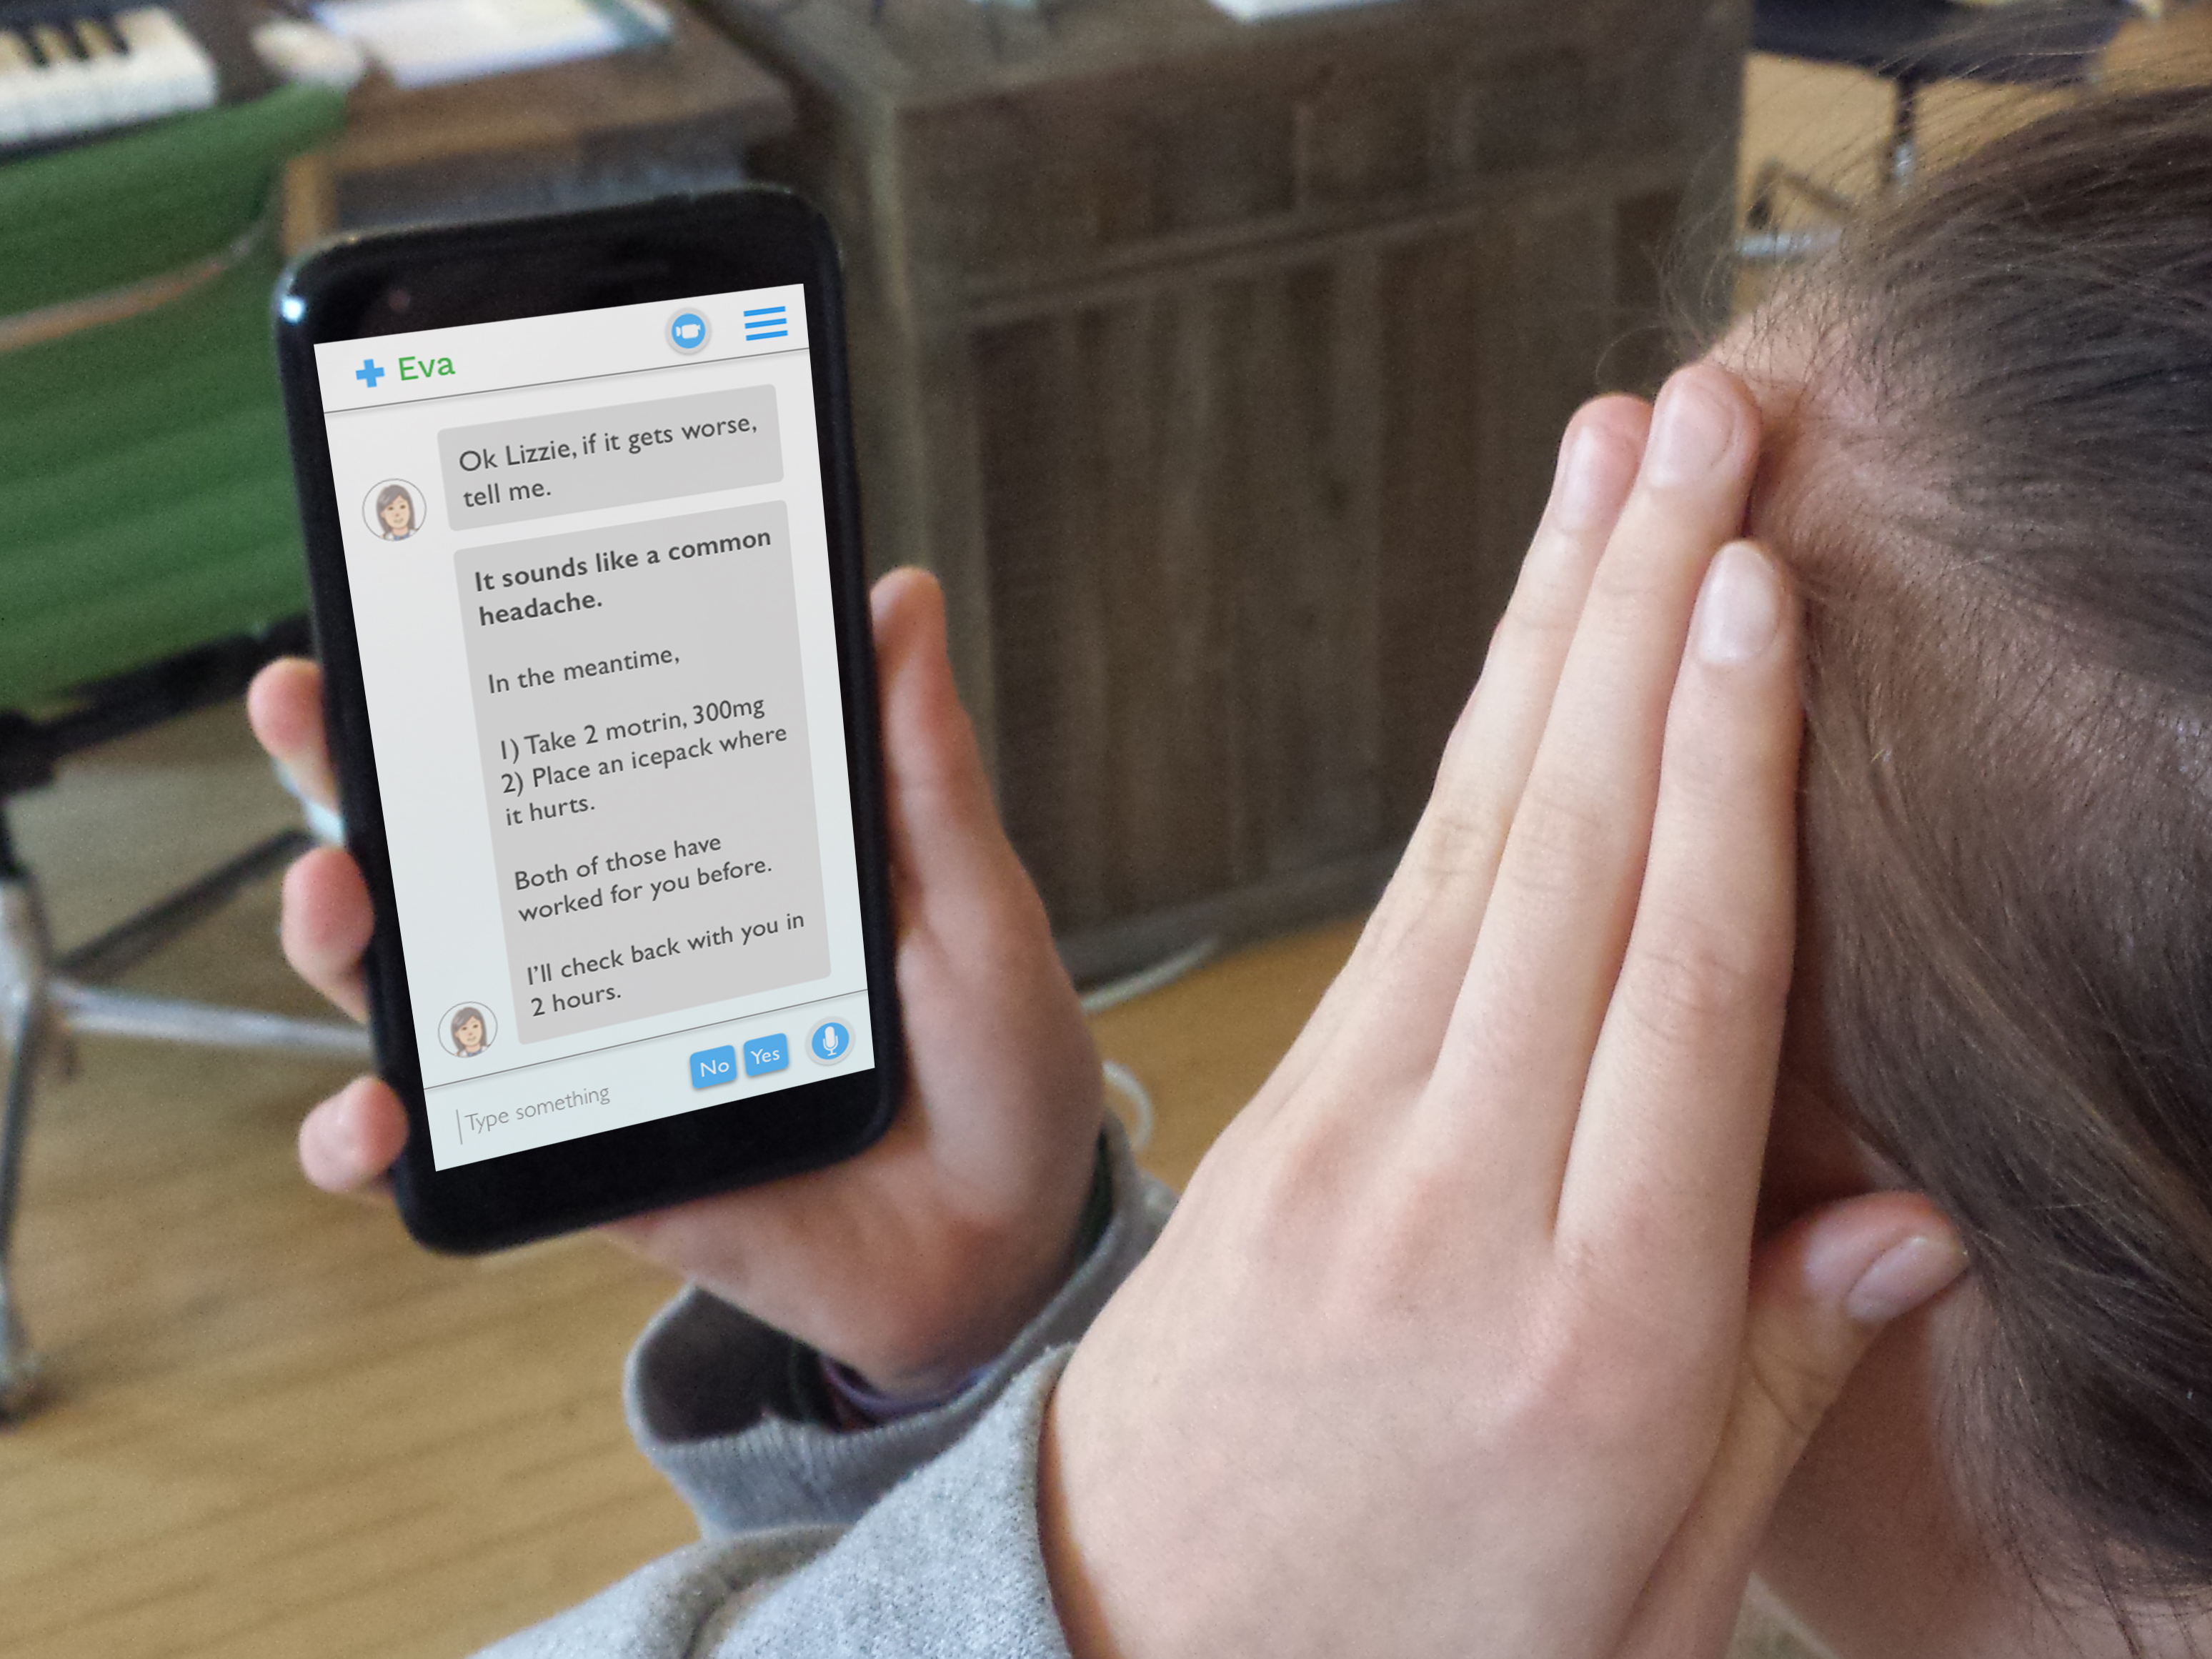 Eva
Ok Lizzie, if it gets worse,
tell me.
It sounds like a common
headache.
In the meantime,
1) Take 2 motrin, 300mg
2) Place an icepack where
it hurts.
Both of those have
worked for you before.
I'll check back with you in
2 hours.
Type something
No
Yes